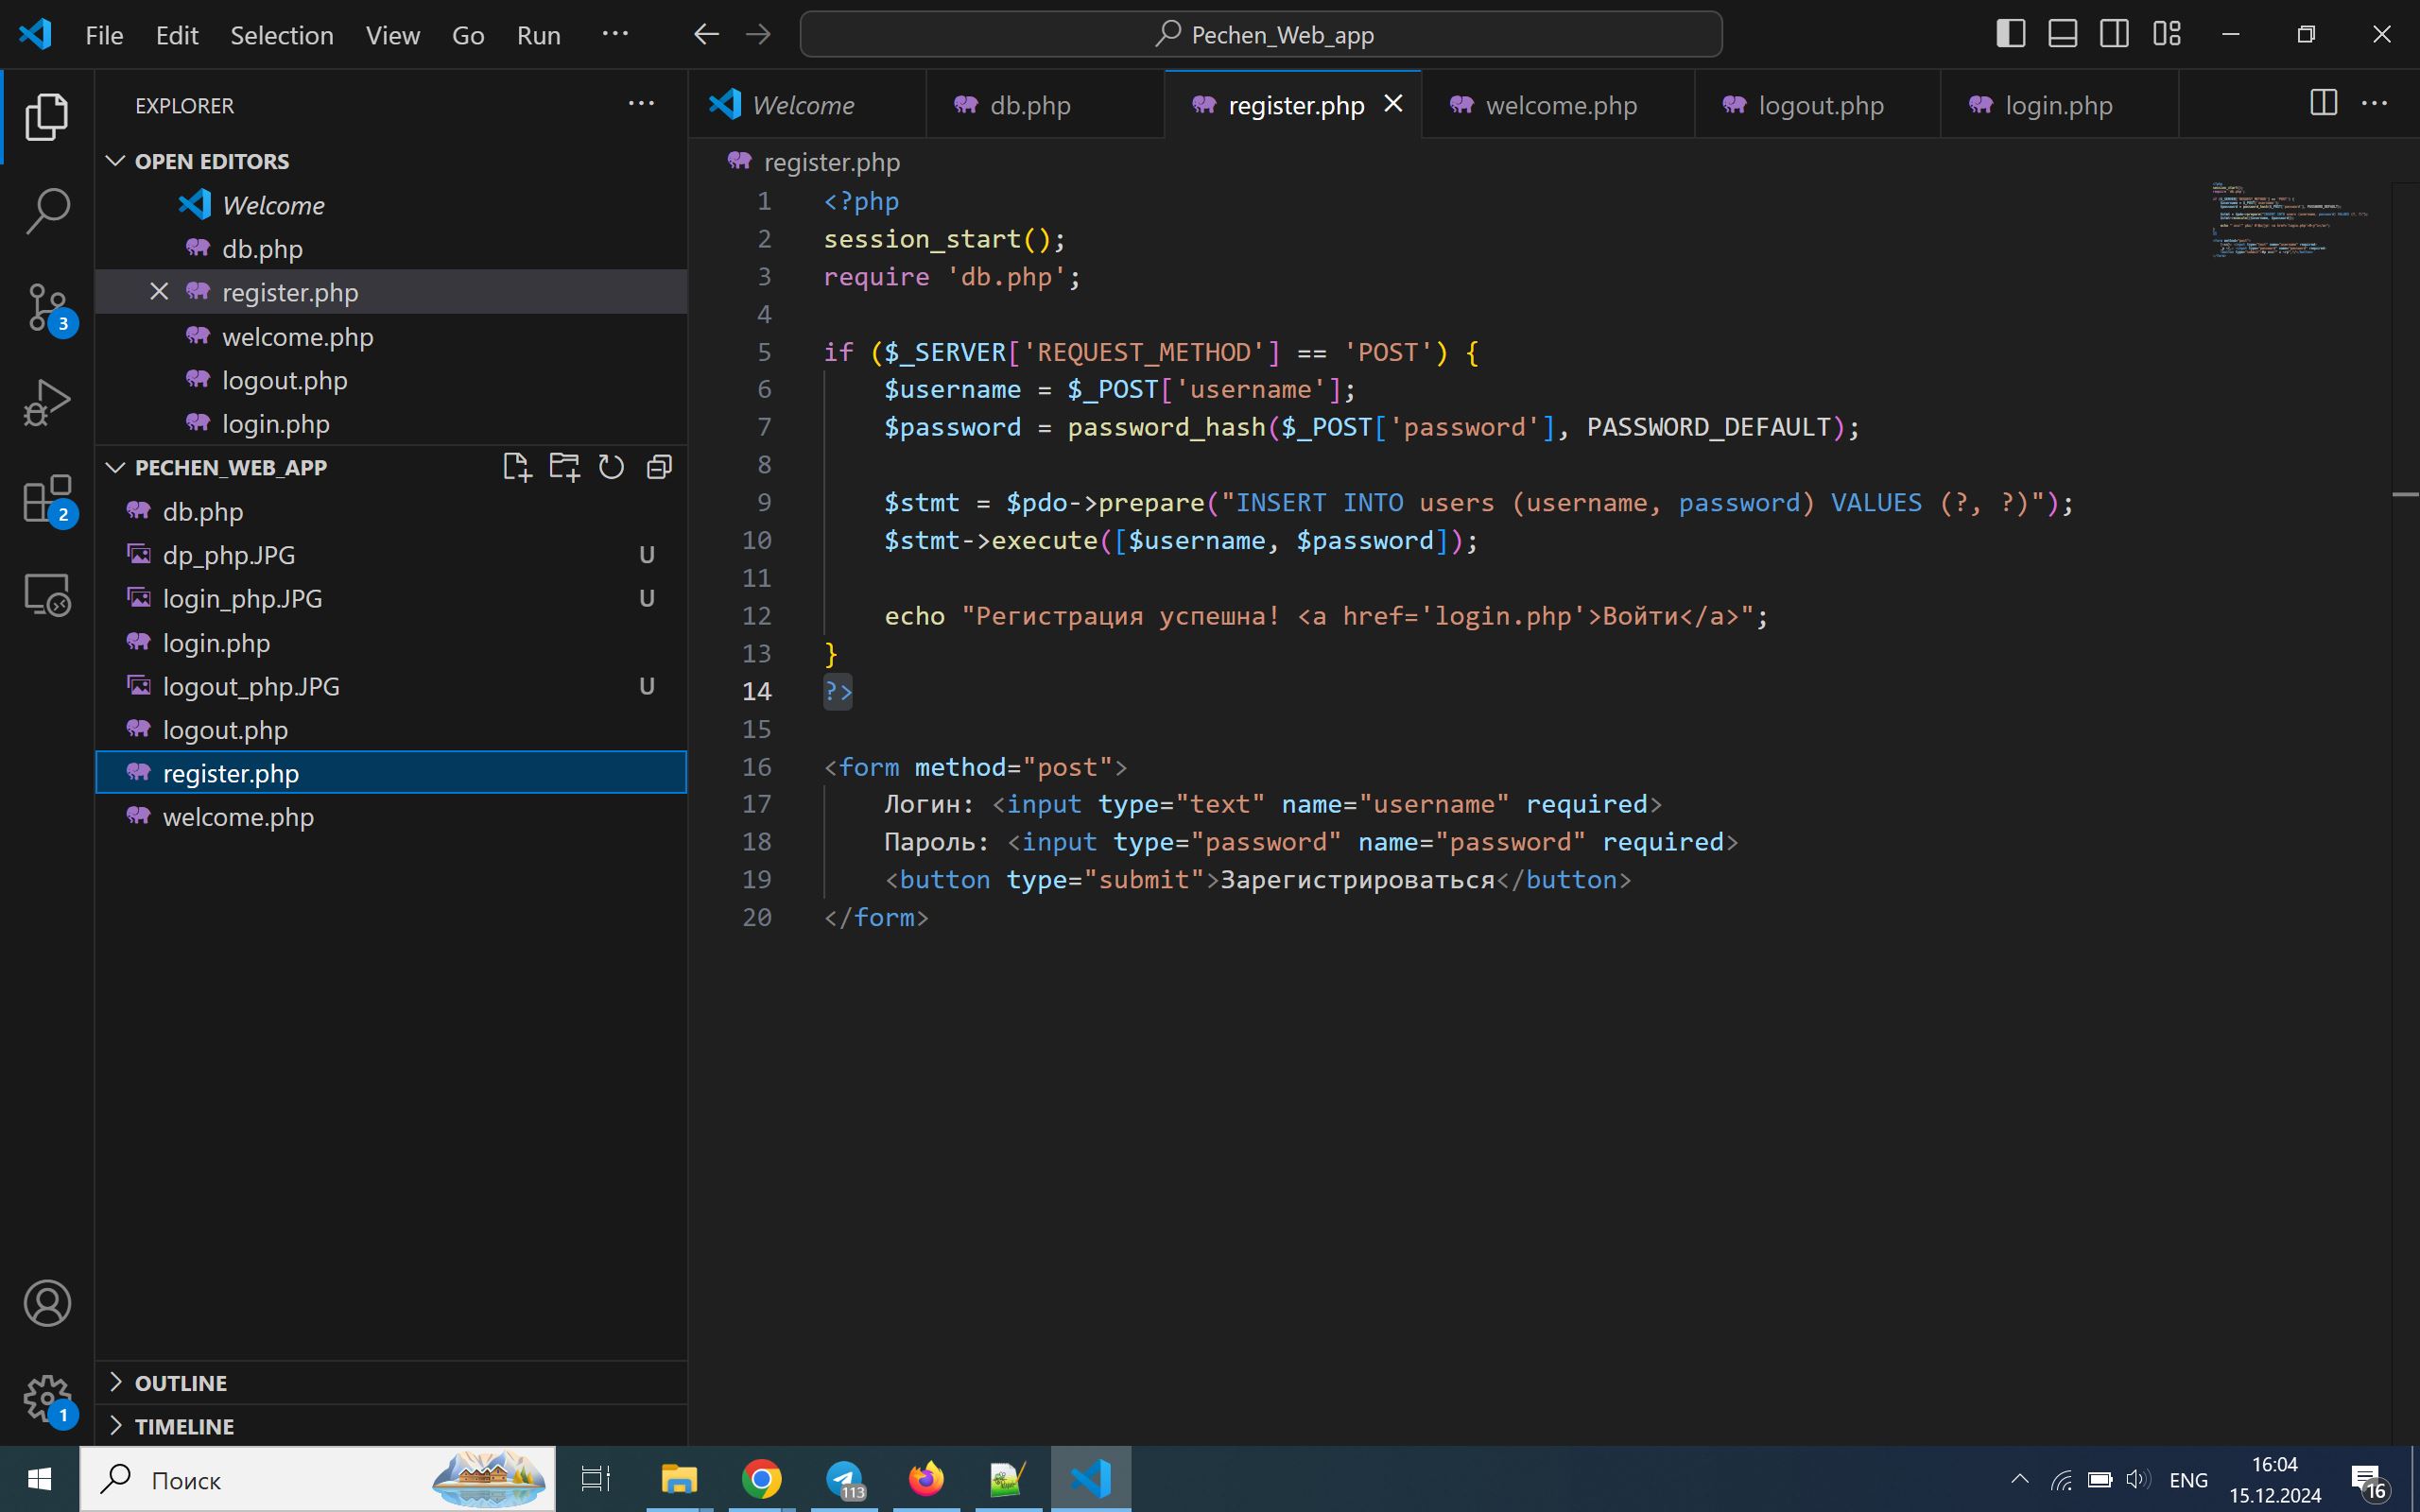 File Edit Selection View Go Run ··· Pechen_Web_app
EXPLORER ···
OPEN EDITORS
Welcome
db.php
register.php
welcome.php
logout.php
login.php
PECHEN_WEB_APP
db.php
dp_php.JPG U
login_php.JPG U
login.php
logout_php.JPG U
logout.php
register.php
welcome.php
OUTLINE
TIMELINE
3
2
1
Welcome db.php register.php welcome.php logout.php login.php
register.php
1 <?php
2 session_start();
3 require 'db.php';
4
5 if ($_SERVER['REQUEST_METHOD'] == 'POST') {
6 $username = $_POST['username'];
7 $password = password_hash($_POST['password'], PASSWORD_DEFAULT);
8
9 $stmt = $pdo->prepare("INSERT INTO users (username, password) VALUES (?, ?)");
10 $stmt->execute([$username, $password]);
11
12 echo "Регистрация успешна! <a href='login.php'>Войти</a>";
13 }
14 ?>
15
16 <form method="post">
17 Логин: <input type="text" name="username" required>
18 Пароль: <input type="password" name="password" required>
19 <button type="submit">Зарегистрироваться</button>
20 </form>
Поиск
113
ENG
16:04
15.12.2024
16